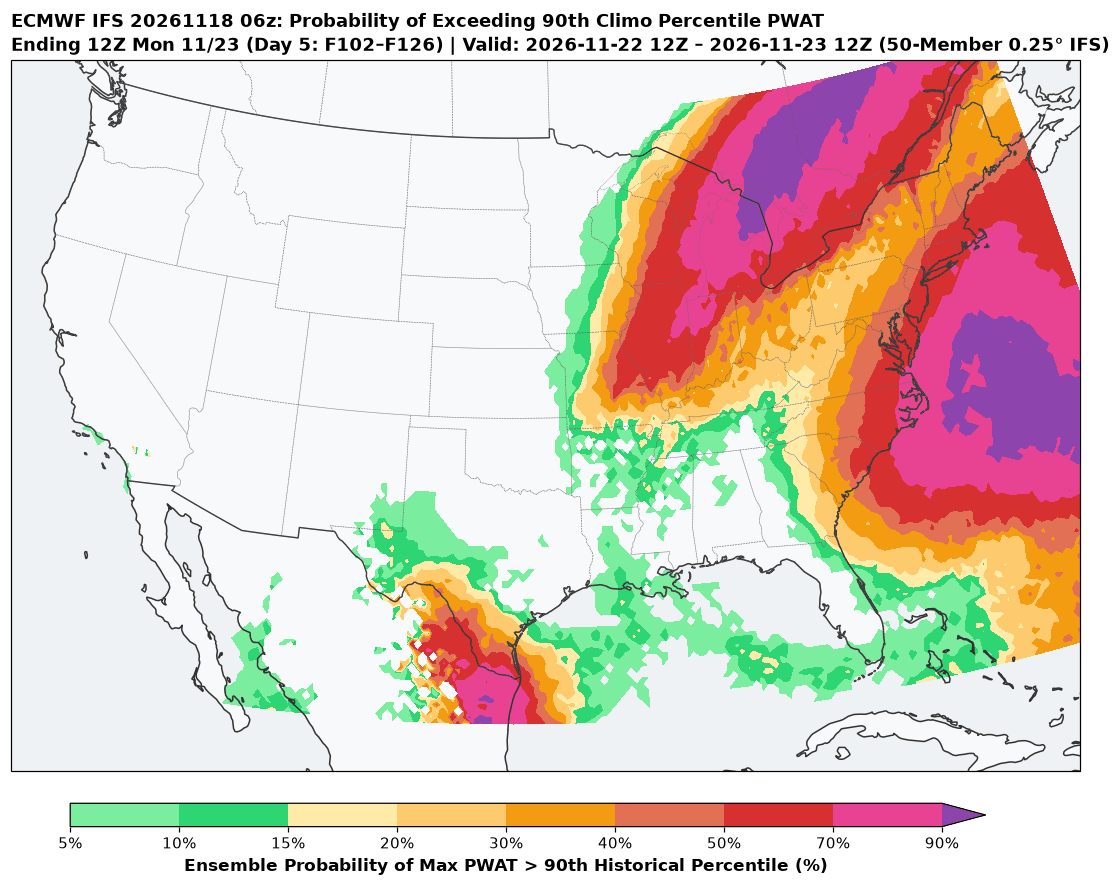 ECMWF IFS 20261118 06z: Probability of Exceeding 90th Climo Percentile PWAT
Ending 12Z Mon 11/23 (Day 5: F102–F126) | Valid: 2026-11-22 12Z – 2026-11-23 12Z (50-Member 0.25° IFS)
5% 10% 15% 20% 30% 40% 50% 70% 90%
Ensemble Probability of Max PWAT > 90th Historical Percentile (%)